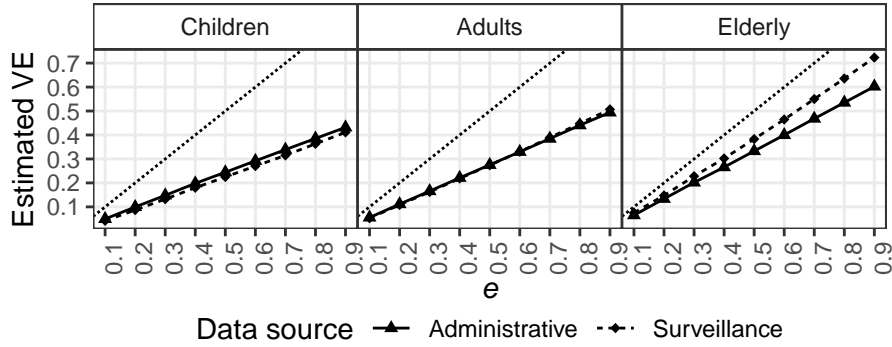 Children Adults Elderly
Estimated VE
0.7
0.6
0.5
0.4
0.3
0.2
0.1
0.1 0.2 0.3 0.4 0.5 0.6 0.7 0.8 0.9 0.1 0.2 0.3 0.4 0.5 0.6 0.7 0.8 0.9 0.1 0.2 0.3 0.4 0.5 0.6 0.7 0.8 0.9
e
Data source Administrative Surveillance